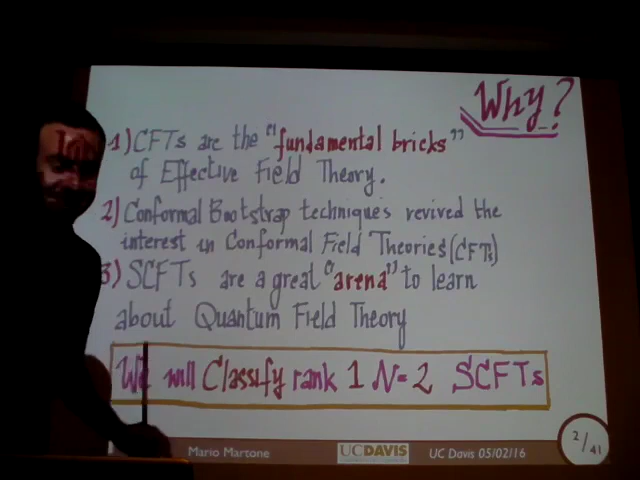 Why?
1) CFTs are the "fundamental bricks"
of Effective Field Theory.
2) Conformal Bootstrap techniques revived the
interest in Conformal Field Theories (CFTs)
3) SCFTs are a great "arena" to learn
about Quantum Field Theory
We will Classify rank 1 N=2 SCFTs
Mario Martone
UCDAVIS
UC Davis 05/02/16
2/41